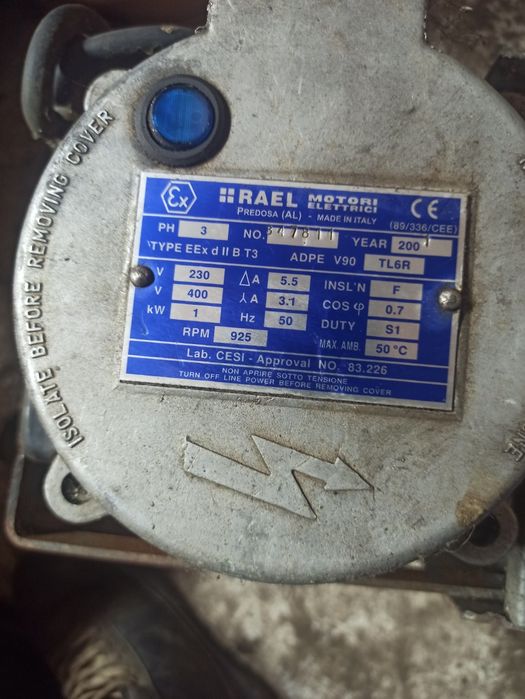 ISOLATE BEFORE REMOVING COVER
Ex RAEL MOTORI ELETTRICI CE
PREDOSA (AL) - MADE IN ITALY (89/336/CEE)
PH 3 NO. 347811 YEAR 2001
TYPE EEx d II B T3 ADPE V90 TL6R
V 230 Δ A 5.5 INSL'N F
V 400 Y A 3.1 COS φ 0.7
kW 1 Hz 50 DUTY S1
RPM 925 MAX. AMB. 50 °C
Lab. CESI - Approval NO. 83.226
NON APRIRE SOTTO TENSIONE
TURN OFF LINE POWER BEFORE REMOVING COVER